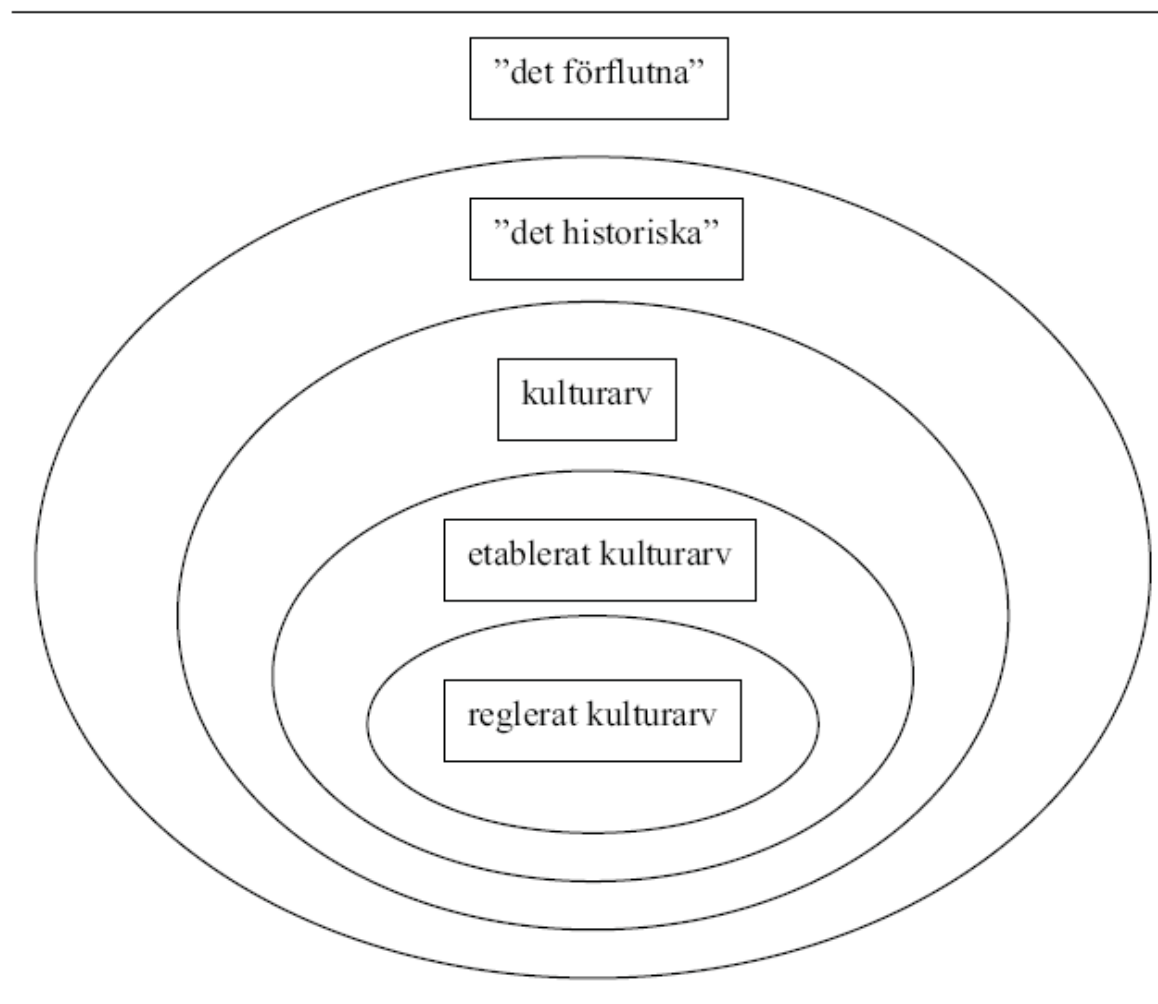 ”det förflutna”
”det historiska”
kulturarv
etablerat kulturarv
reglerat kulturarv